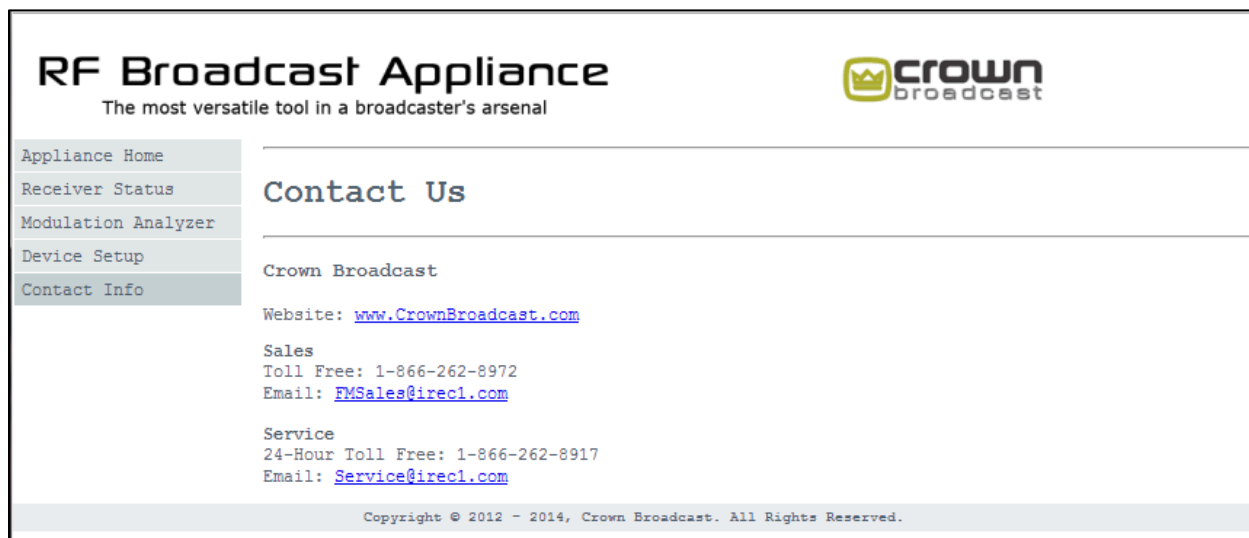 RF Broadcast Appliance
The most versatile tool in a broadcaster's arsenal
crown
broadcast
Appliance Home
Receiver Status
Modulation Analyzer
Device Setup
Contact Info
Contact Us
Crown Broadcast
Website: www.CrownBroadcast.com
Sales
Toll Free: 1-866-262-8972
Email: FMSales@irec1.com
Service
24-Hour Toll Free: 1-866-262-8917
Email: Service@irec1.com
Copyright © 2012 - 2014, Crown Broadcast. All Rights Reserved.